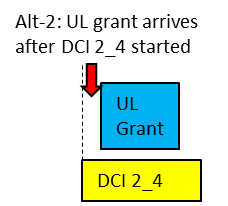 Alt-2: UL grant arrives
after DCI 2_4 started
UL
Grant
DCI 2_4